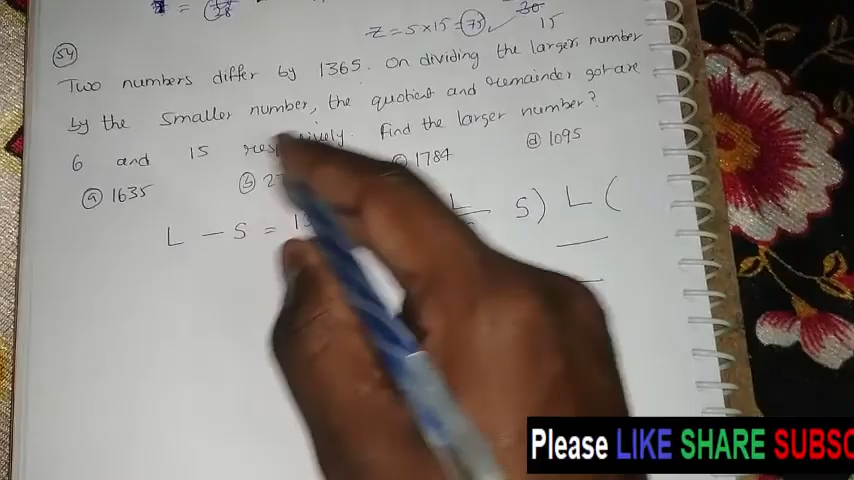 = 28
30
z = 5×15 = 75
15
54
Two numbers differ by 1365. On dividing the larger number
by the smaller number, the quotient and remainder got are
6 and 15 respectively. Find the larger number?
a 1635 b c 1784 d 1095
L - S = L S) L (
Please LIKE SHARE SUBSC